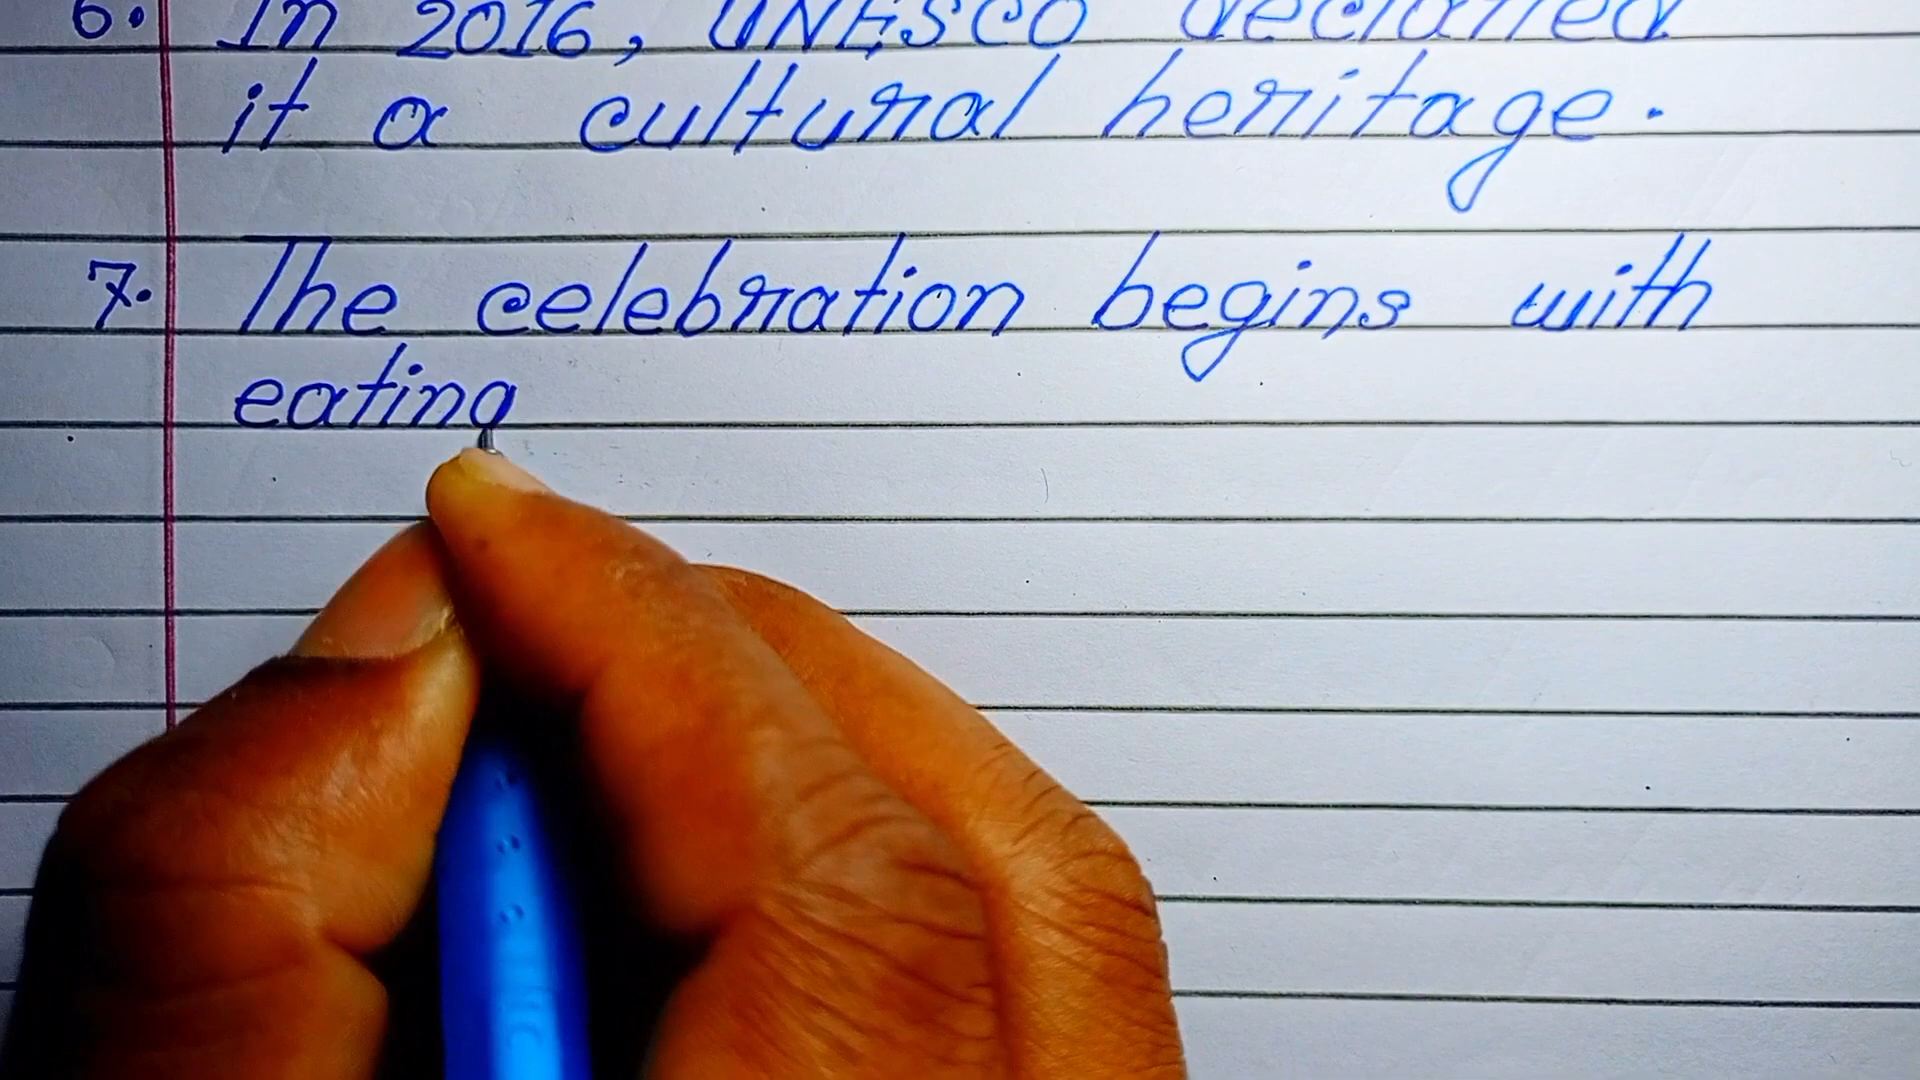 6. In 2016, UNESCO declared
it a cultural heritage.
7. The celebration begins with
eating